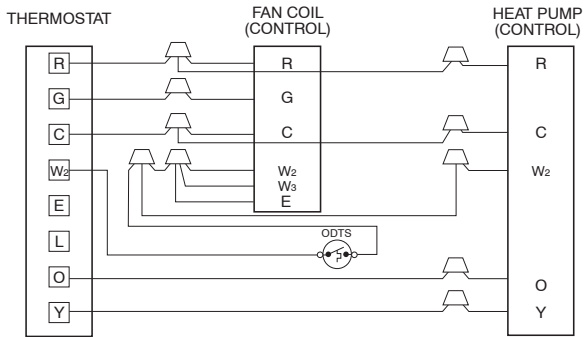 THERMOSTAT
FAN COIL
(CONTROL)
HEAT PUMP
(CONTROL)
R
R
R
G
G
C
C
C
W2
W2
W2
W3
E
E
L
ODTS
O
O
Y
Y